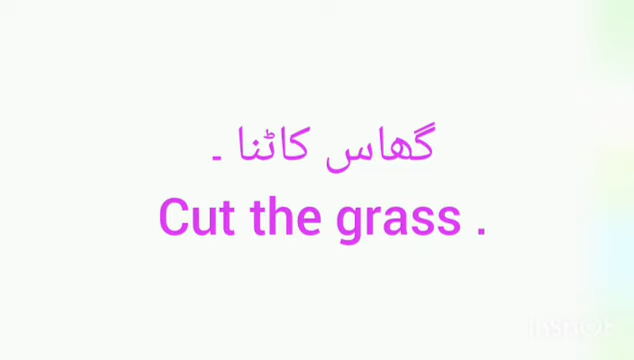 گھاس کاٹنا ۔
Cut the grass .